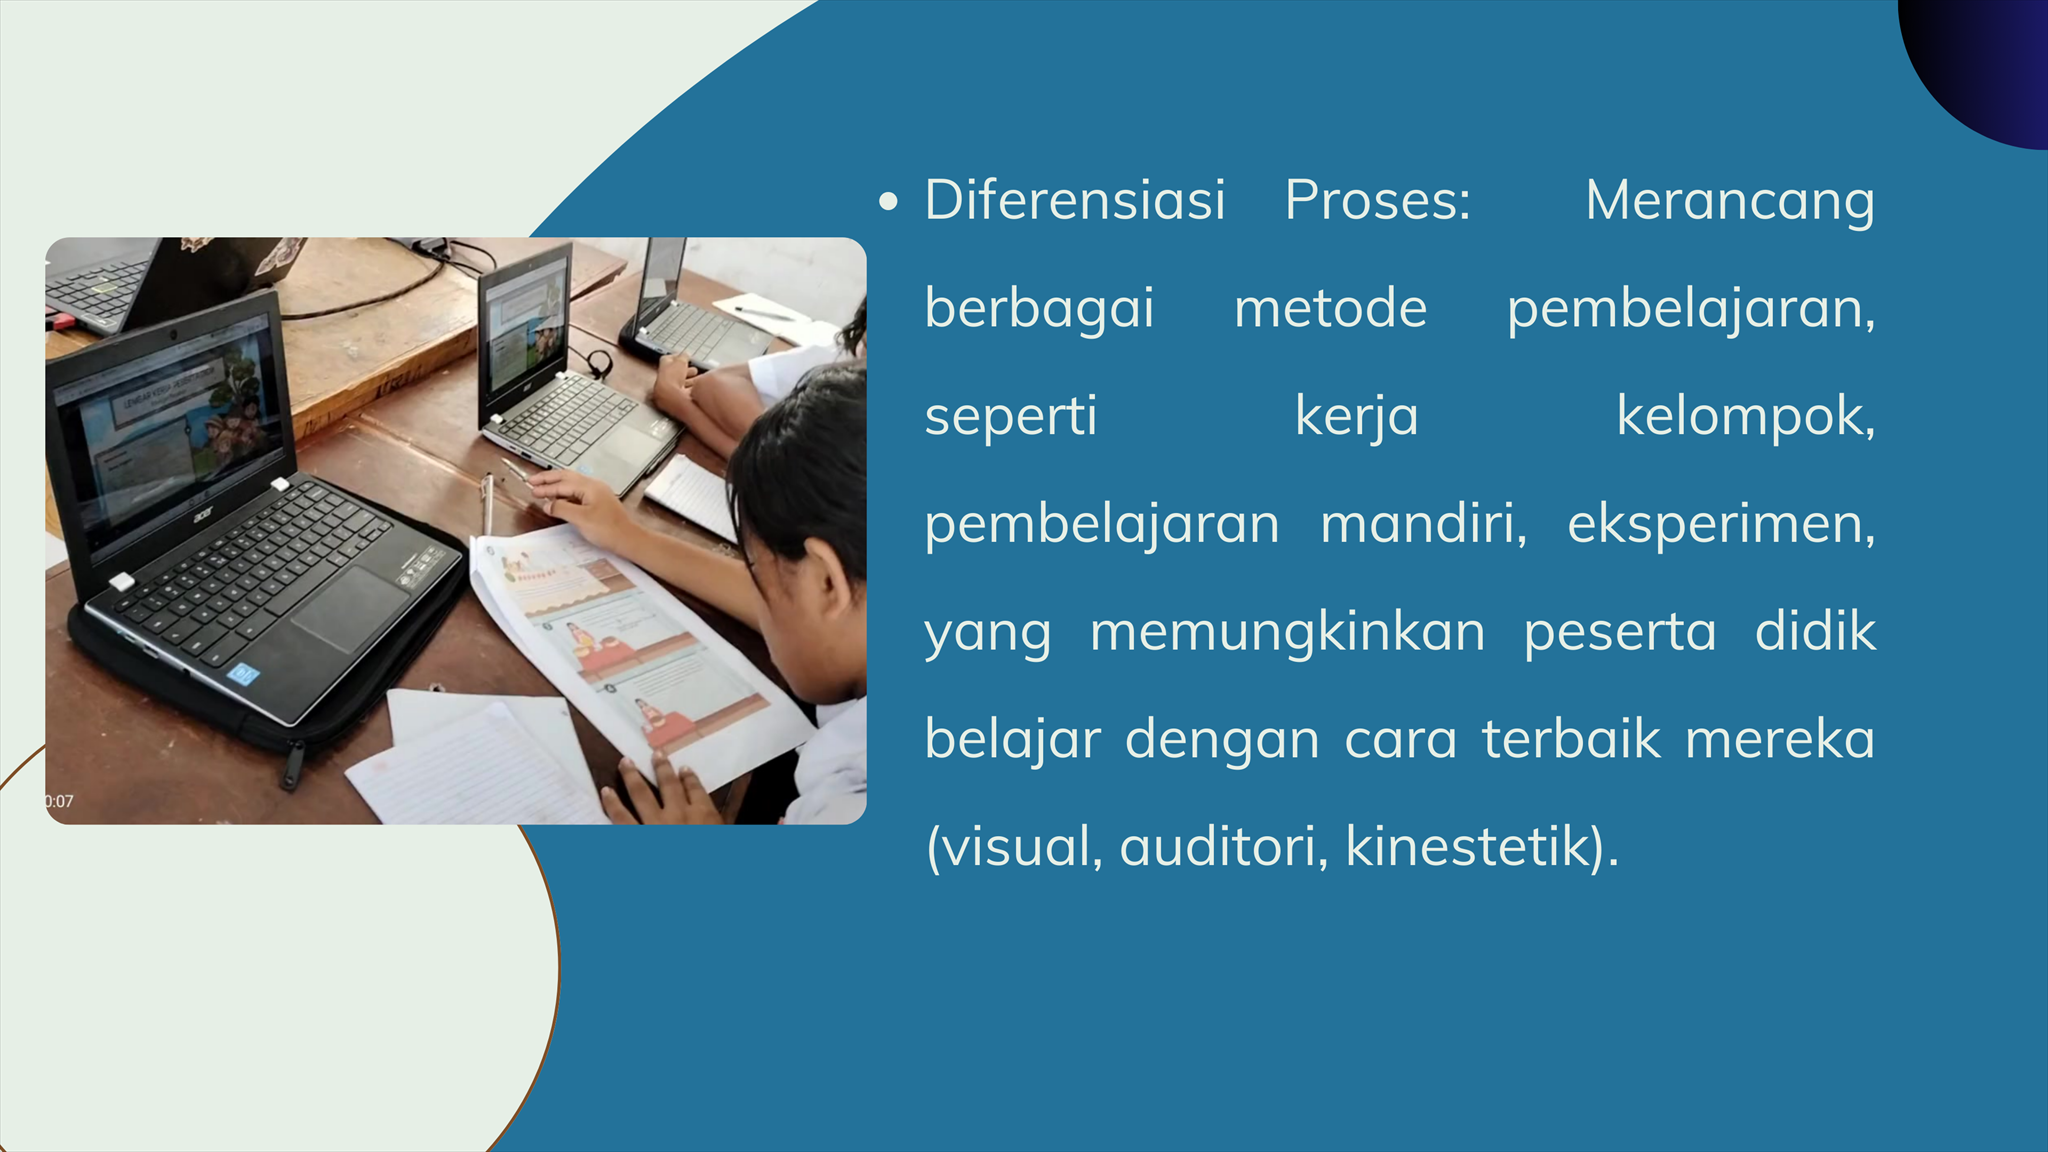 • Diferensiasi Proses: Merancang
berbagai metode pembelajaran,
seperti kerja kelompok,
pembelajaran mandiri, eksperimen,
yang memungkinkan peserta didik
belajar dengan cara terbaik mereka
(visual, auditori, kinestetik).
acer
0:07